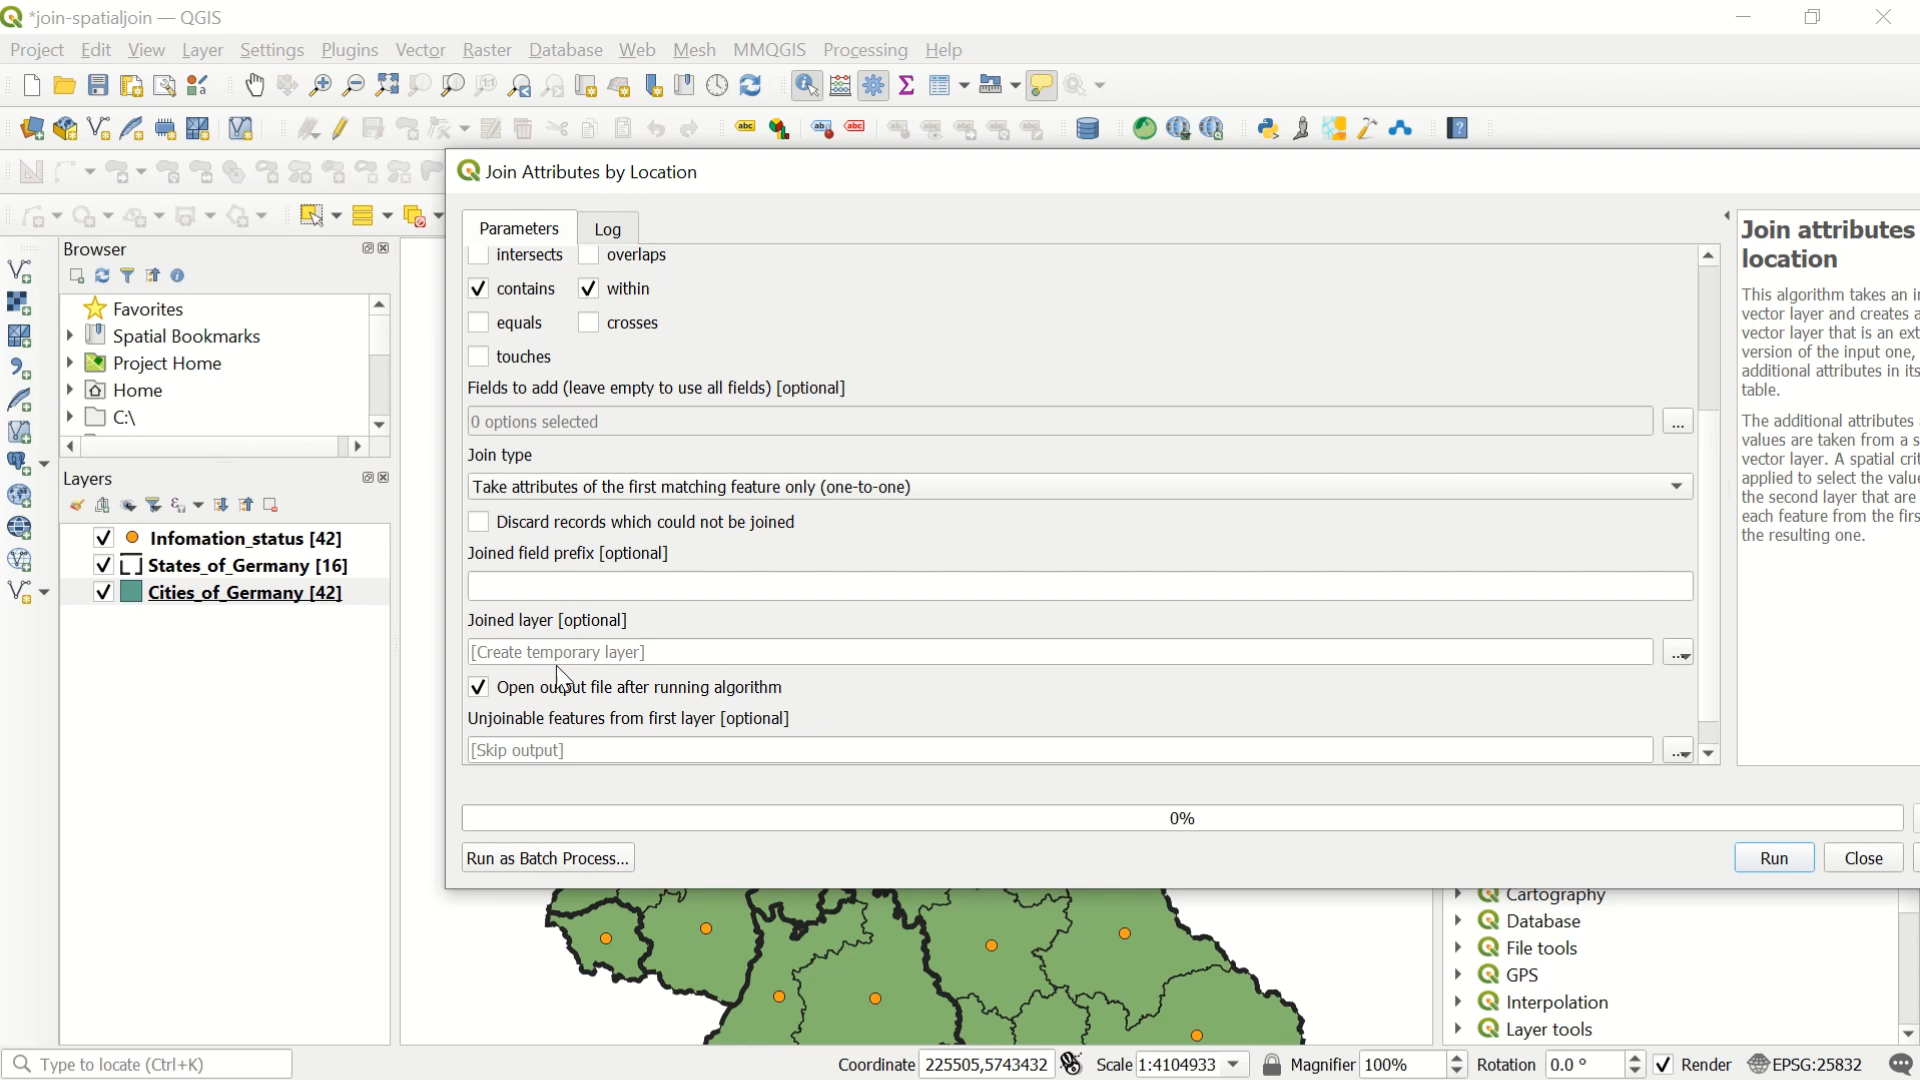 *join-spatialjoin — QGIS
Project Edit View Layer Settings Plugins Vector Raster Database Web Mesh MMQGIS Processing Help
Join Attributes by Location
Parameters Log
intersects overlaps
contains within
equals crosses
touches
Fields to add (leave empty to use all fields) [optional]
0 options selected
...
Join type
Take attributes of the first matching feature only (one-to-one)
Discard records which could not be joined
Joined field prefix [optional]
Joined layer [optional]
[Create temporary layer]
Open output file after running algorithm
Unjoinable features from first layer [optional]
[Skip output]
0%
Run as Batch Process...
Run
Close
Join attributes
location
This algorithm takes an i
vector layer and creates a
vector layer that is an ext
version of the input one,
additional attributes in its
table.
The additional attributes
values are taken from a s
vector layer. A spatial crit
applied to select the value
the second layer that are
each feature from the firs
the resulting one.
Browser
Favorites
Spatial Bookmarks
Project Home
Home
C:\
Layers
Infomation_status [42]
States_of_Germany [16]
Cities_of_Germany [42]
Cartography
Database
File tools
GPS
Interpolation
Layer tools
Type to locate (Ctrl+K)
Coordinate 225505,5743432
Scale 1:4104933
Magnifier 100%
Rotation 0.0 °
Render
EPSG:25832